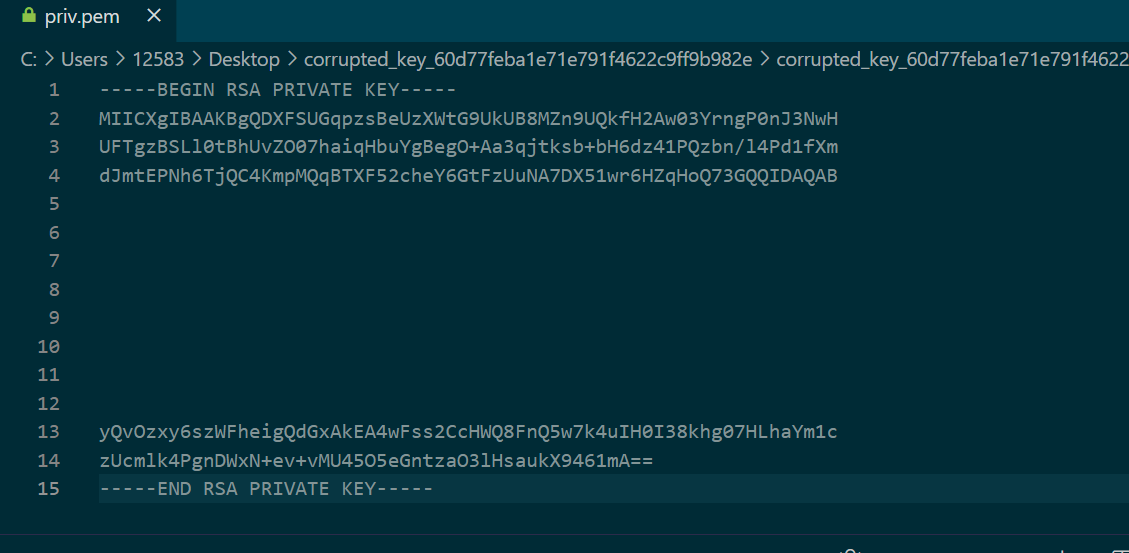 priv.pem ×
C: > Users > 12583 > Desktop > corrupted_key_60d77feba1e71e791f4622c9ff9b982e > corrupted_key_60d77feba1e71e791f4622
1 -----BEGIN RSA PRIVATE KEY-----
2 MIICXgIBAAKBgQDXFSUGqpzsBeUzXWtG9UkUB8MZn9UQkfH2Aw03YrngP0nJ3NwH
3 UFTgzBSLl0tBhUvZO07haiqHbuYgBegO+Aa3qjtksb+bH6dz41PQzbn/l4Pd1fXm
4 dJmtEPNh6TjQC4KmpMQqBTXF52cheY6GtFzUuNA7DX51wr6HZqHoQ73GQQIDAQAB
5
6
7
8
9
10
11
12
13 yQvOzxy6szWFheigQdGxAkEA4wFss2CcHWQ8FnQ5w7k4uIH0I38khg07HLhaYm1c
14 zUcmlk4PgnDWxN+ev+vMU45O5eGntzaO3lHsaukX9461mA==
15 -----END RSA PRIVATE KEY-----